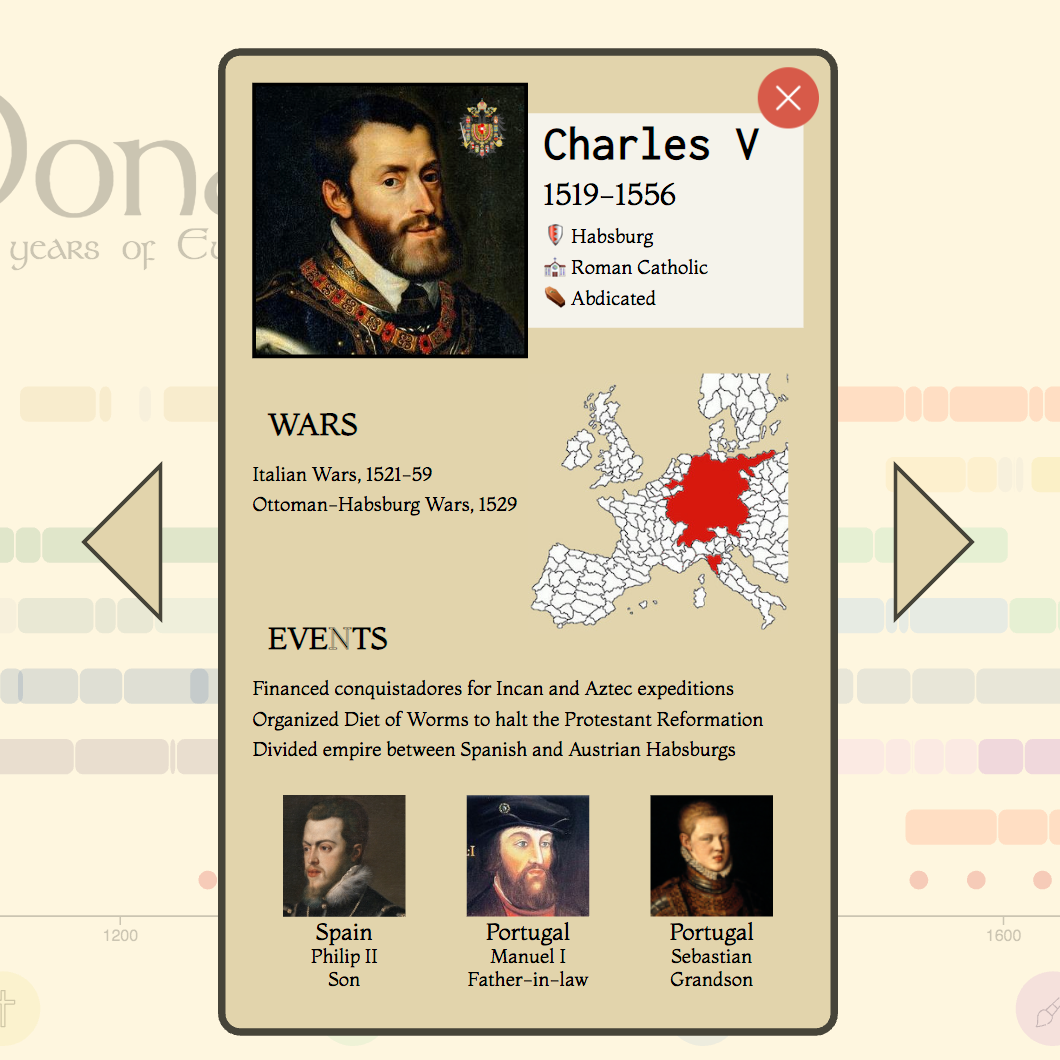 Dona
years of Eu
Charles V
1519–1556
Habsburg
Roman Catholic
Abdicated
WARS
Italian Wars, 1521–59
Ottoman–Habsburg Wars, 1529
EVENTS
Financed conquistadores for Incan and Aztec expeditions
Organized Diet of Worms to halt the Protestant Reformation
Divided empire between Spanish and Austrian Habsburgs
:I
Spain
Philip II
Son
Portugal
Manuel I
Father–in–law
Portugal
Sebastian
Grandson
1200
1600